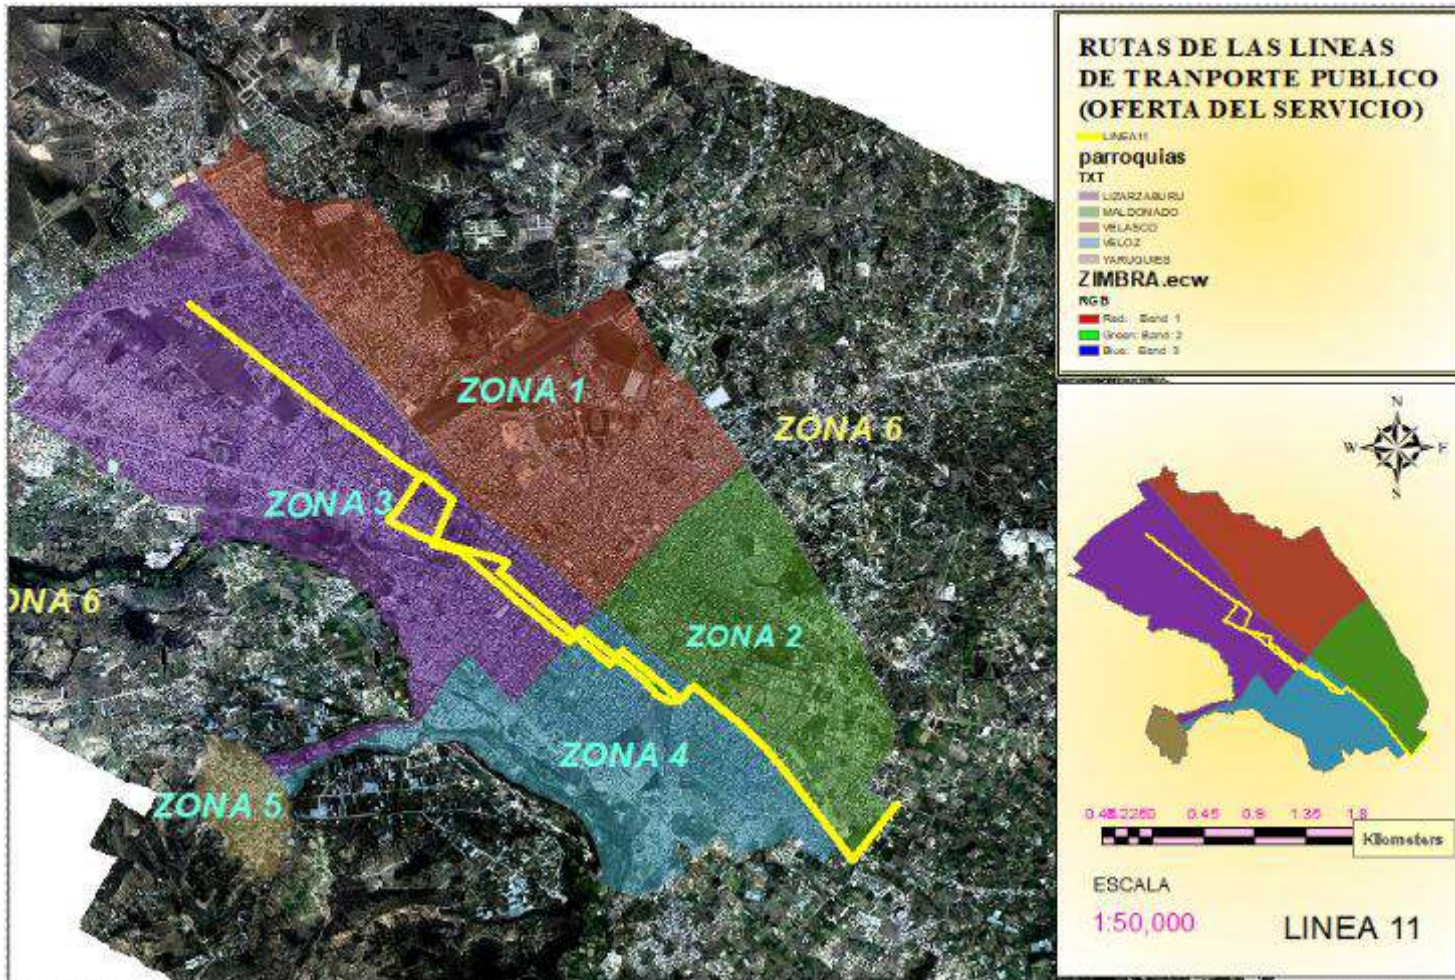 RUTAS DE LAS LINEAS
DE TRANPORTE PUBLICO
(OFERTA DEL SERVICIO)
LINEA11
parroquias
TXT
LIZARZABURU
MALDONADO
VELASCO
VELOZ
YARUQUIES
ZIMBRA.ecw
RGB
Red: Band 1
Green: Band 2
Blue: Band 3
ZONA 1
ZONA 6
ZONA 3
ZONA 6
ZONA 2
ZONA 4
ZONA 5
N
W E
S
0.45 0.9 1.35 1.8
Kilometers
ESCALA
1:50,000
LINEA 11